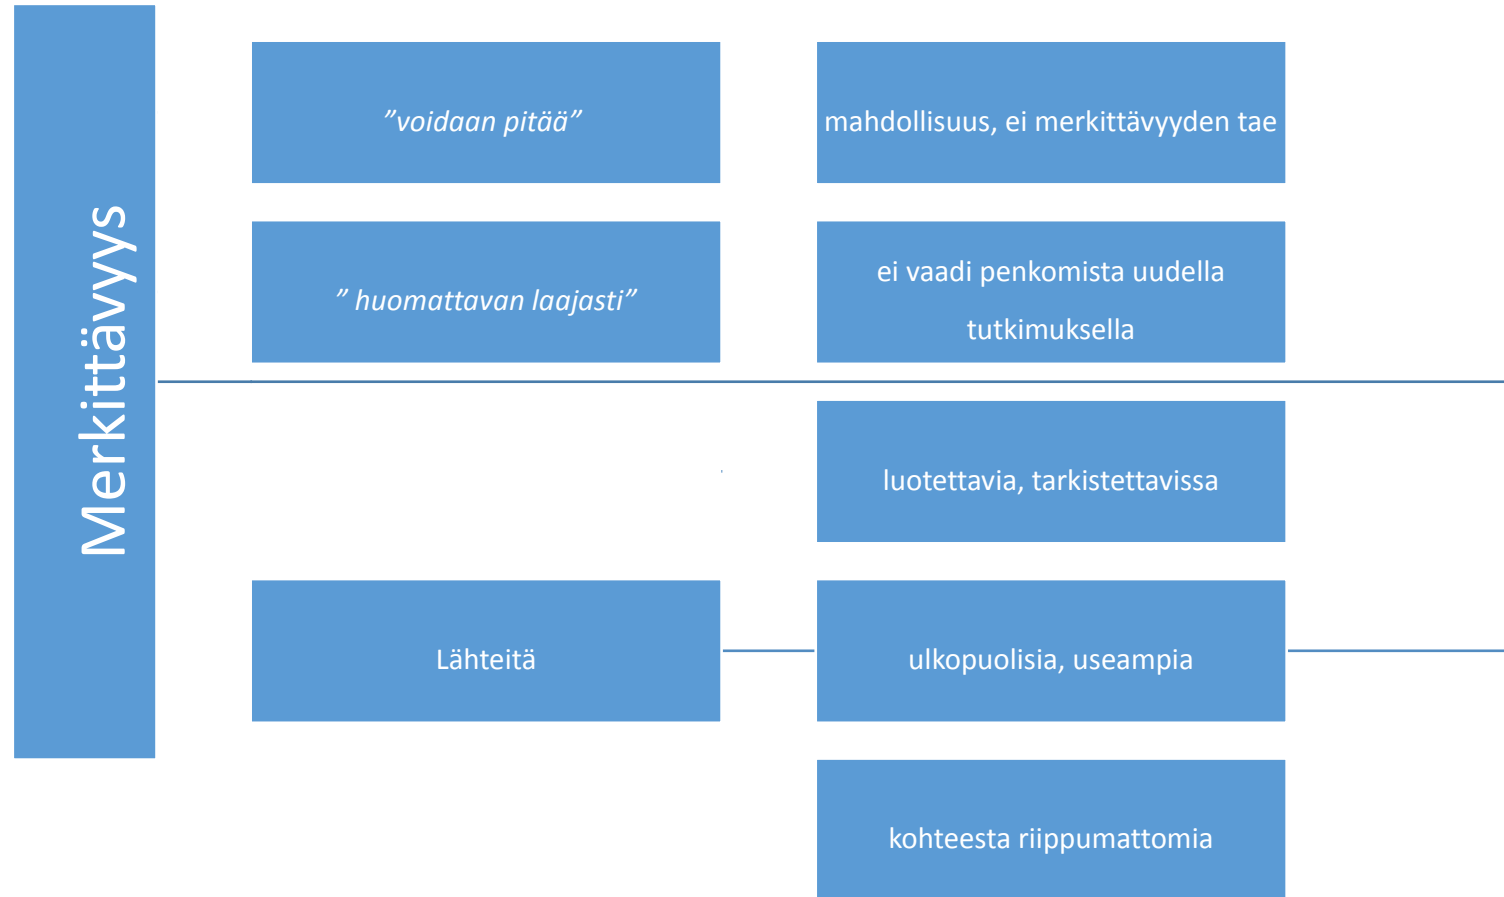 Merkittävyys
”voidaan pitää”
mahdollisuus, ei merkittävyyden tae
” huomattavan laajasti”
ei vaadi penkomista uudella
tutkimuksella
luotettavia, tarkistettavissa
Lähteitä
ulkopuolisia, useampia
kohteesta riippumattomia